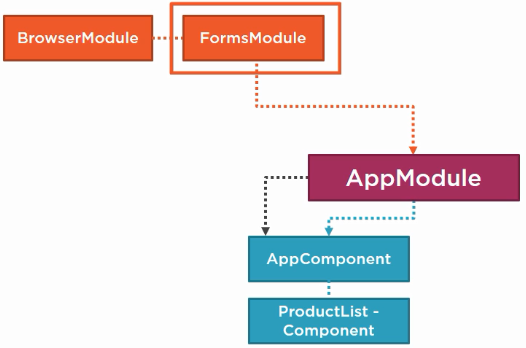 BrowserModule
FormsModule
AppModule
AppComponent
ProductList -
Component